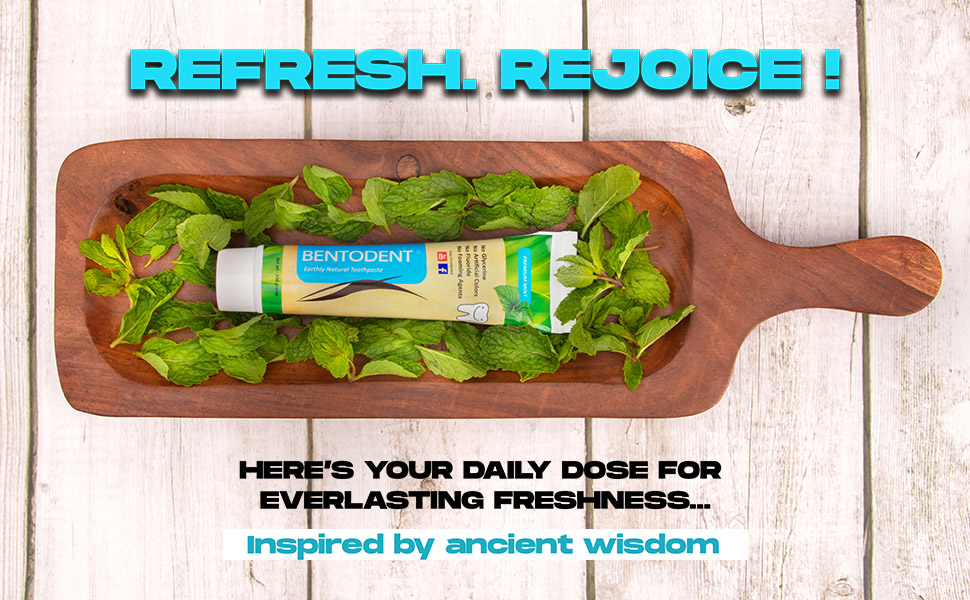 REFRESH. REJOICE !
BENTODENT
Earthly Natural Toothpaste
No Glycerine
No Artificial Colors
No Fluoride
No Foaming Agents
PREMIUM MINT
HERE'S YOUR DAILY DOSE FOR
EVERLASTING FRESHNESS...
Inspired by ancient wisdom